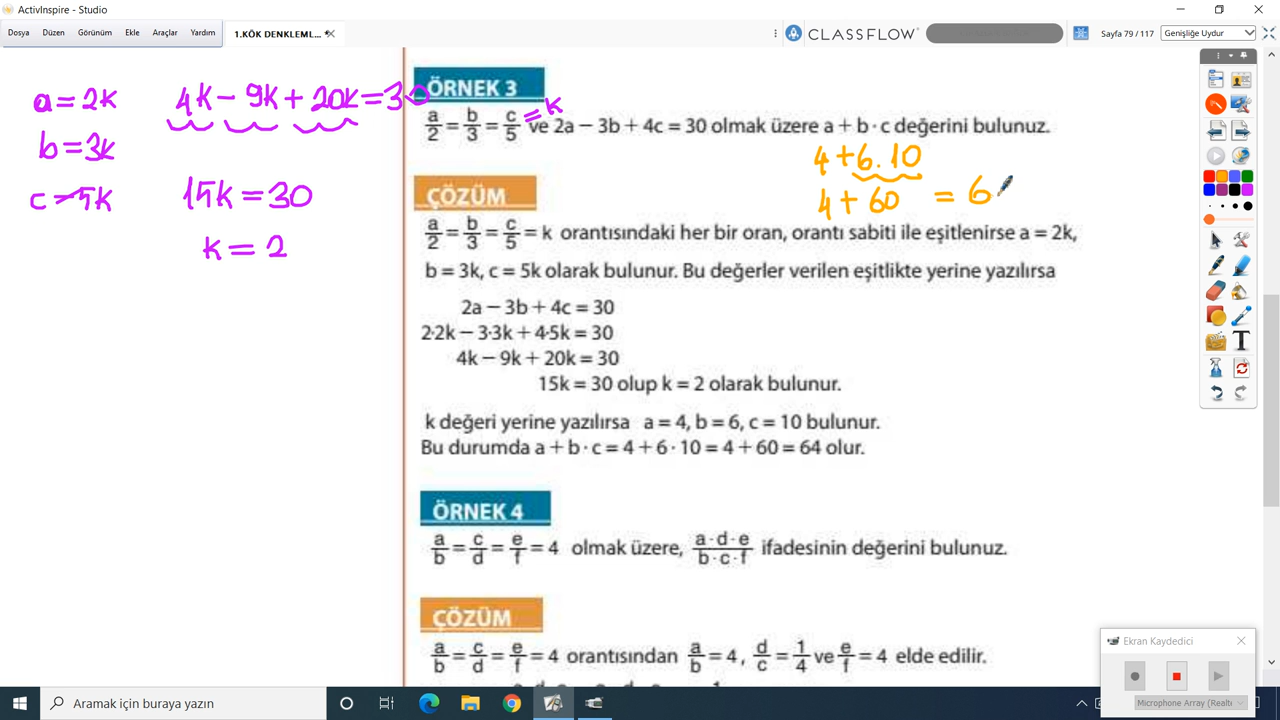 ActivInspire - Studio
Dosya Düzen Görünüm Ekle Araçlar Yardım
1.KÖK DENKLEML...
CLASSFLOW
Sayfa 79 / 117
Genişliğe Uydur
a = 2k
b = 3k
c = 5k
4k - 9k + 20k = 30
15k = 30
k = 2
ÖRNEK 3
a/2 = b/3 = c/5 = k ve 2a − 3b + 4c = 30 olmak üzere a + b · c değerini bulunuz.
4 + 6.10
4 + 60 = 6
ÇÖZÜM
a/2 = b/3 = c/5 = k orantısındaki her bir oran, orantı sabiti ile eşitlenirse a = 2k,
b = 3k, c = 5k olarak bulunur. Bu değerler verilen eşitlikte yerine yazılırsa
2a − 3b + 4c = 30
2·2k − 3·3k + 4·5k = 30
4k − 9k + 20k = 30
15k = 30 olup k = 2 olarak bulunur.
k değeri yerine yazılırsa a = 4, b = 6, c = 10 bulunur.
Bu durumda a + b · c = 4 + 6 · 10 = 4 + 60 = 64 olur.
ÖRNEK 4
a/b = c/d = e/f = 4 olmak üzere, a·d·e/b·c·f ifadesinin değerini bulunuz.
ÇÖZÜM
a/b = c/d = e/f = 4 orantısından a/b = 4, d/c = 1/4 ve e/f = 4 elde edilir.
Ekran Kaydedici
Microphone Array (Realt
Aramak için buraya yazın